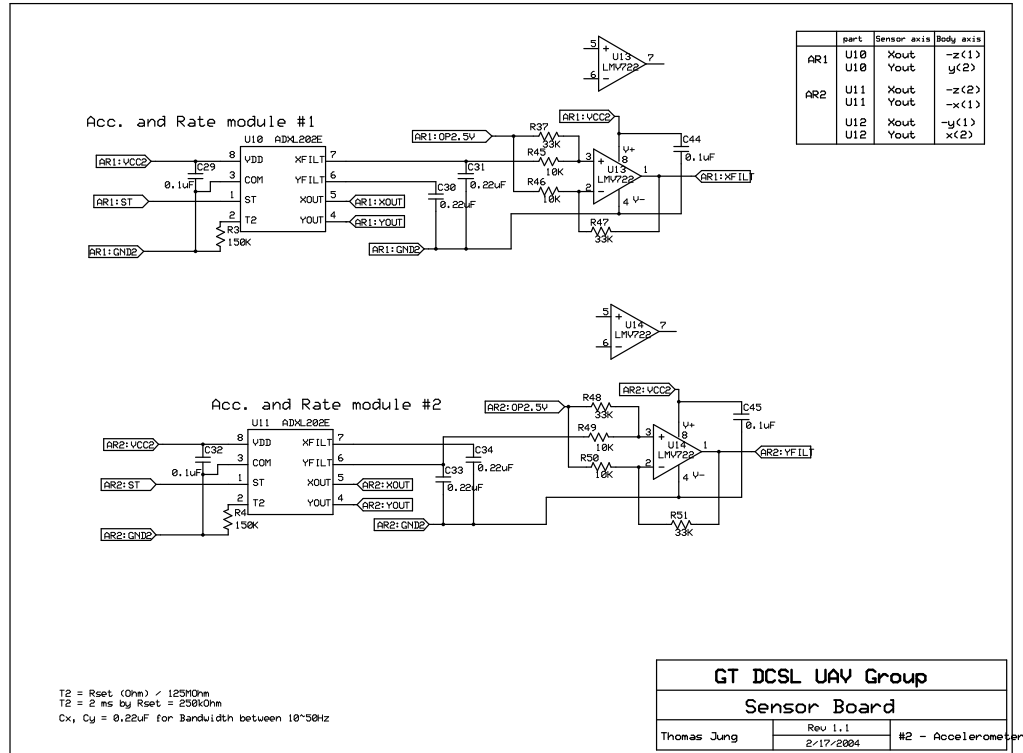 part Sensor axis Body axis
AR1 U10 Xout -z(1)
U10 Yout y(2)
AR2 U11 Xout -z(2)
U11 Yout -x(1)
U12 Xout -y(1)
U12 Yout x(2)
5 + U13 7
LMV722
6 −
Acc. and Rate module #1
U10 ADXL202E
AR1:VCC2 8 VDD XFILT 7
C29
0.1uF 3 COM YFILT 6
AR1:ST 1 ST XOUT 5 AR1:XOUT
2 T2 YOUT 4 AR1:YOUT
R3
150K
AR1:GND2
AR1:OP2.5V R37
33K
R45
10K
R46
10K
C31
0.22uF
C30
0.22uF
AR1:GND2
AR1:VCC2
C44
0.1uF
V+
8
3 + U13 1 AR1:XFILT
LMV722
2 −
4 V-
R47
33K
5 + U14 7
LMV722
6 −
Acc. and Rate module #2
U11 ADXL202E
AR2:VCC2 8 VDD XFILT 7
C32
0.1uF 3 COM YFILT 6
AR2:ST 1 ST XOUT 5 AR2:XOUT
2 T2 YOUT 4 AR2:YOUT
R4
150K
AR2:GND2
AR2:OP2.5V R48
33K
R49
10K
R50
10K
C34
0.22uF
C33
0.22uF
AR2:GND2
AR2:VCC2
C45
0.1uF
V+
8
3 + U14 1 AR2:YFILT
LMV722
2 −
4 V-
R51
33K
T2 = Rset (Ohm) / 125MOhm
T2 = 2 ms by Rset = 250kOhm
Cx, Cy = 0.22uF for Bandwidth between 10~50Hz
GT DCSL UAV Group
Sensor Board
Thomas Jung Rev 1.1 #2 - Accelerometer
2/17/2004